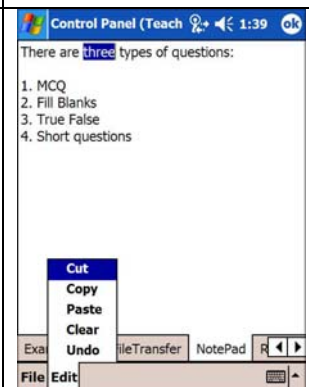 Control Panel (Teach 1:39 ok
There are three types of questions:
1. MCQ
2. Fill Blanks
3. True False
4. Short questions
Cut
Copy
Paste
Clear
Undo
Exa ileTransfer NotePad R
File Edit